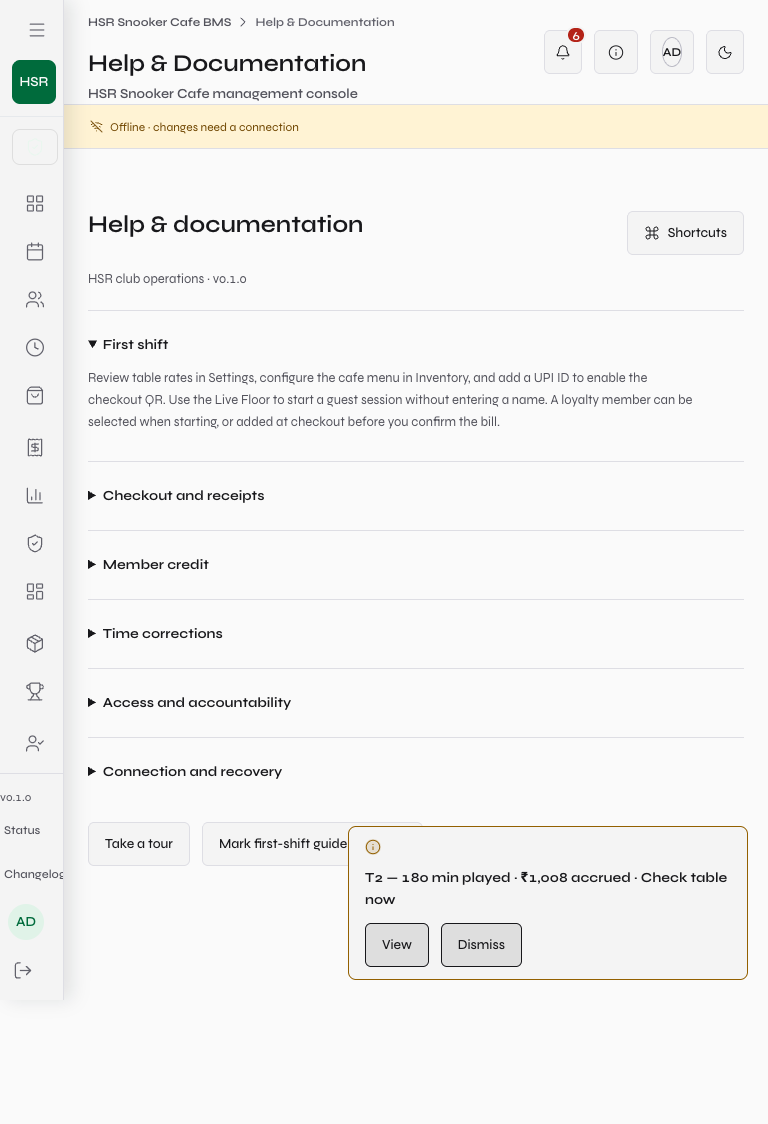 HSR Snooker Cafe BMS > Help & Documentation
Help & Documentation
HSR Snooker Cafe management console
6
AD
HSR
Offline · changes need a connection
Help & documentation
Shortcuts
HSR club operations · v0.1.0
First shift
Review table rates in Settings, configure the cafe menu in Inventory, and add a UPI ID to enable the
checkout QR. Use the Live Floor to start a guest session without entering a name. A loyalty member can be
selected when starting, or added at checkout before you confirm the bill.
Checkout and receipts
Member credit
Time corrections
Access and accountability
Connection and recovery
v0.1.0
Status
Changelog
AD
Take a tour
Mark first-shift guide
T2 — 180 min played · ₹1,008 accrued · Check table
now
View
Dismiss